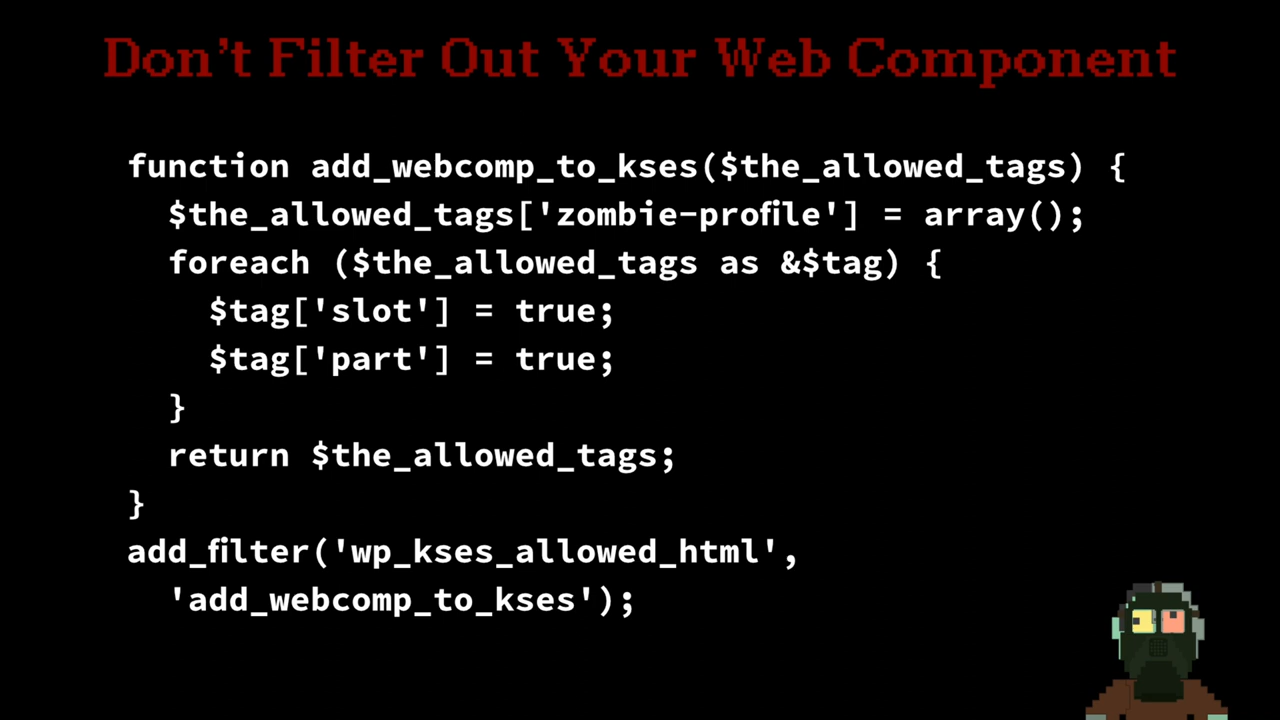 Don't Filter Out Your Web Component
function add_webcomp_to_kses($the_allowed_tags) {
  $the_allowed_tags['zombie-profile'] = array();
  foreach ($the_allowed_tags as &$tag) {
    $tag['slot'] = true;
    $tag['part'] = true;
  }
  return $the_allowed_tags;
}
add_filter('wp_kses_allowed_html',
  'add_webcomp_to_kses');